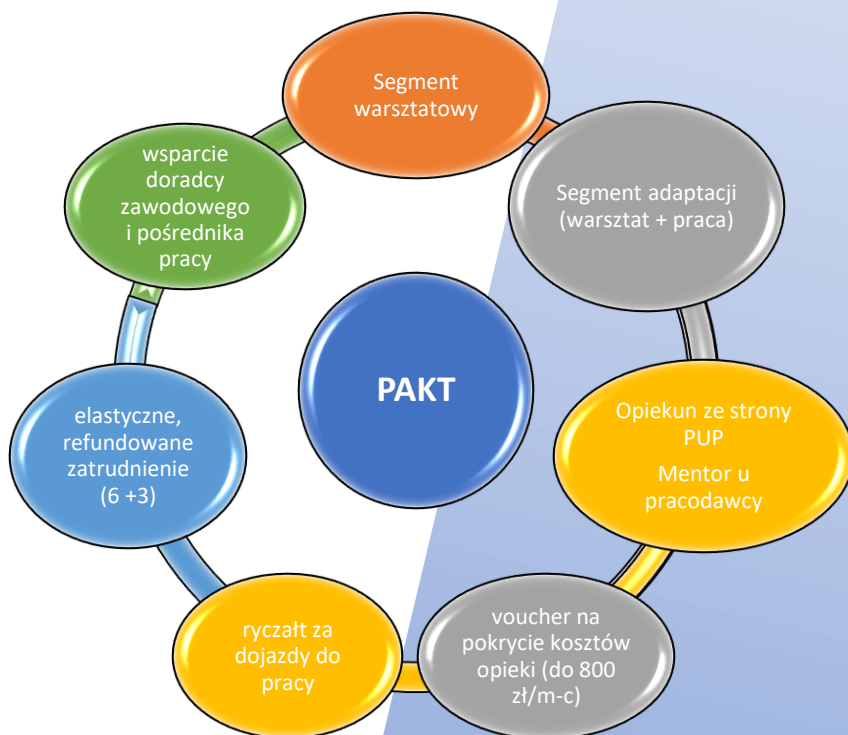 Segment
warsztatowy
Segment adaptacji
(warsztat + praca)
Opiekun ze strony
PUP
Mentor u
pracodawcy
voucher na
pokrycie kosztów
opieki (do 800
zł/m-c)
ryczałt za
dojazdy do
pracy
elastyczne,
refundowane
zatrudnienie
(6 +3)
wsparcie
doradcy
zawodowego
i pośrednika
pracy
PAKT